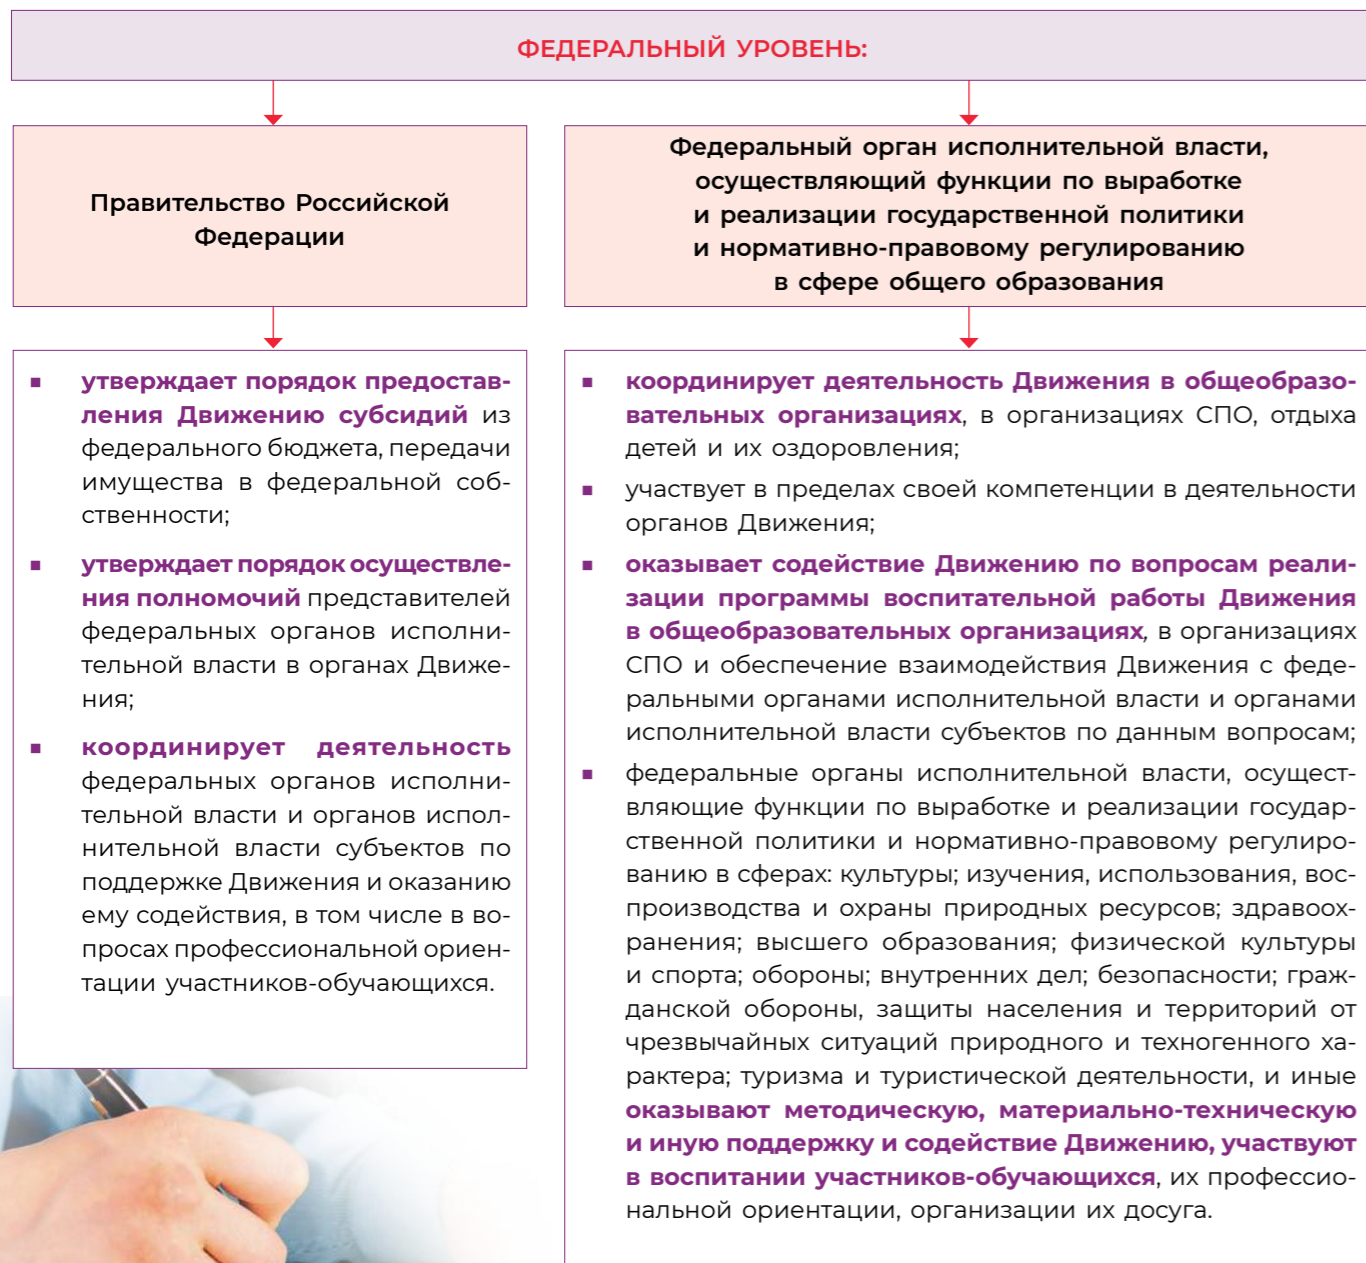 ФЕДЕРАЛЬНЫЙ УРОВЕНЬ:
Правительство Российской
Федерации
утверждает порядок предостав-
ления Движению субсидий из
федерального бюджета, передачи
имущества в федеральной соб-
ственности;
утверждает порядок осуществле-
ния полномочий представителей
федеральных органов исполни-
тельной власти в органах Движе-
ния;
координирует деятельность
федеральных органов исполни-
тельной власти и органов испол-
нительной власти субъектов по
поддержке Движения и оказанию
ему содействия, в том числе в во-
просах профессиональной ориен-
тации участников-обучающихся.
Федеральный орган исполнительной власти,
осуществляющий функции по выработке
и реализации государственной политики
и нормативно-правовому регулированию
в сфере общего образования
координирует деятельность Движения в общеобразо-
вательных организациях, в организациях СПО, отдыха
детей и их оздоровления;
участвует в пределах своей компетенции в деятельности
органов Движения;
оказывает содействие Движению по вопросам реали-
зации программы воспитательной работы Движения
в общеобразовательных организациях, в организациях
СПО и обеспечение взаимодействия Движения с феде-
ральными органами исполнительной власти и органами
исполнительной власти субъектов по данным вопросам;
федеральные органы исполнительной власти, осущест-
вляющие функции по выработке и реализации государ-
ственной политики и нормативно-правовому регулиро-
ванию в сферах: культуры; изучения, использования, вос-
производства и охраны природных ресурсов; здравоох-
ранения; высшего образования; физической культуры
и спорта; обороны; внутренних дел; безопасности; граж-
данской обороны, защиты населения и территорий от
чрезвычайных ситуаций природного и техногенного ха-
рактера; туризма и туристической деятельности, и иные
оказывают методическую, материально-техническую
и иную поддержку и содействие Движению, участвуют
в воспитании участников-обучающихся, их профессио-
нальной ориентации, организации их досуга.